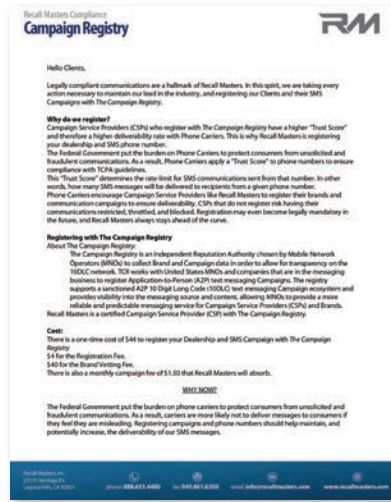 Recall Masters Compliance
Campaign Registry
RM
Hello Clients,
Legally compliant communications are a hallmark of Recall Masters. In this spirit, we are taking every
action necessary to maintain our lead in the industry, and registering our Clients and their SMS
Campaigns with The Campaign Registry.
Why do we register?
Campaign Service Providers (CSPs) who register with The Campaign Registry have a higher "Trust Score"
and therefore a higher deliverability rate with Phone Carriers. This is why Recall Masters is registering
your dealership and SMS phone number.
The Federal Government put the burden on Phone Carriers to protect consumers from unsolicited and
fraudulent communications. As a result, Phone Carriers apply a "Trust Score" to phone numbers to ensure
compliance with TCPA guidelines.
This "Trust Score" determines the rate-limit for SMS communications sent from that number. In other
words, how many SMS messages will be delivered to recipients from a given phone number.
Phone Carriers encourage Campaign Service Providers like Recall Masters to register their brands and
communication campaigns to ensure deliverability. CSPs that do not register risk having their
communications restricted, throttled, and blocked. Registration may even become legally mandatory in
the future, and Recall Masters always stays ahead of the curve.
Registering with The Campaign Registry
About The Campaign Registry:
The Campaign Registry is an independent Reputation Authority chosen by Mobile Network
Operators (MNOs) to collect Brand and Campaign data in order to allow for transparency on the
10DLC network. TCR works with United States MNOs and companies that are in the messaging
business to register Application-to-Person (A2P) text messaging Campaigns. The registry
supports a sanctioned A2P 10 Digit Long Code (10DLC) text messaging Campaign ecosystem and
provides visibility into the messaging source and content, allowing MNOs to provide a more
reliable and predictable messaging service for Campaign Service Providers (CSPs) and Brands.
Recall Masters is a certified Campaign Service Provider (CSP) with The Campaign Registry.
Cost:
There is a one-time cost of $44 to register your Dealership and SMS Campaign with The Campaign
Registry
$4 for the Registration Fee.
$40 for the Brand Vetting Fee.
There is also a monthly campaign fee of $1.50 that Recall Masters will absorb.
WHY NOW?
The Federal Government put the burden on phone carriers to protect consumers from unsolicited and
fraudulent communications. As a result, carriers are more likely not to deliver messages to consumers if
they feel they are misleading. Registering campaigns and phone numbers should help maintain, and
potentially increase, the deliverability of our SMS messages.
Recall Masters, Inc.
phone 888.651.4480 fax 949.861.6350 email info@recallmasters.com www.recallmasters.com